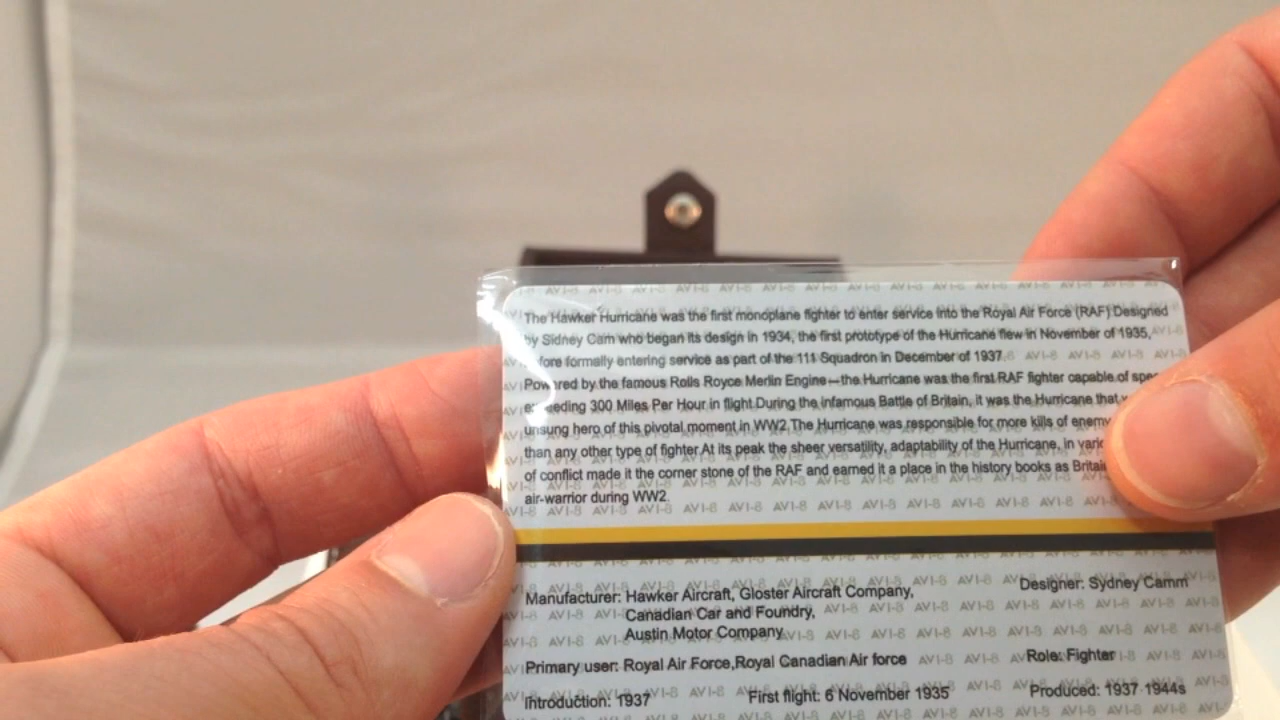 The Hawker Hurricane was the first monoplane fighter to enter service into the Royal Air Force (RAF).Designed
by Sidney Cam who began its design in 1934, the first prototype of the Hurricane flew in November of 1935,
fore formally entering service as part of the 111 Squadron in December of 1937.
Powered by the famous Rolls Royce Merlin Engine—the Hurricane was the first RAF fighter capable of
exceeding 300 Miles Per Hour in flight.During the infamous Battle of Britain, it was the Hurricane that
unsung hero of this pivotal moment in WW2.The Hurricane was responsible for more kills of enemy
than any other type of fighter.At its peak the sheer versatility, adaptability of the Hurricane, in
of conflict made it the corner stone of the RAF and earned it a place in the history books as
air-warrior during WW2.
Manufacturer: Hawker Aircraft, Gloster Aircraft Company,
Canadian Car and Foundry,
Austin Motor Company
Designer: Sydney Camm
Primary user: Royal Air Force,Royal Canadian Air force
Role: Fighter
Introduction: 1937
First flight: 6 November 1935
Produced: 1937-1944s
AVI-8